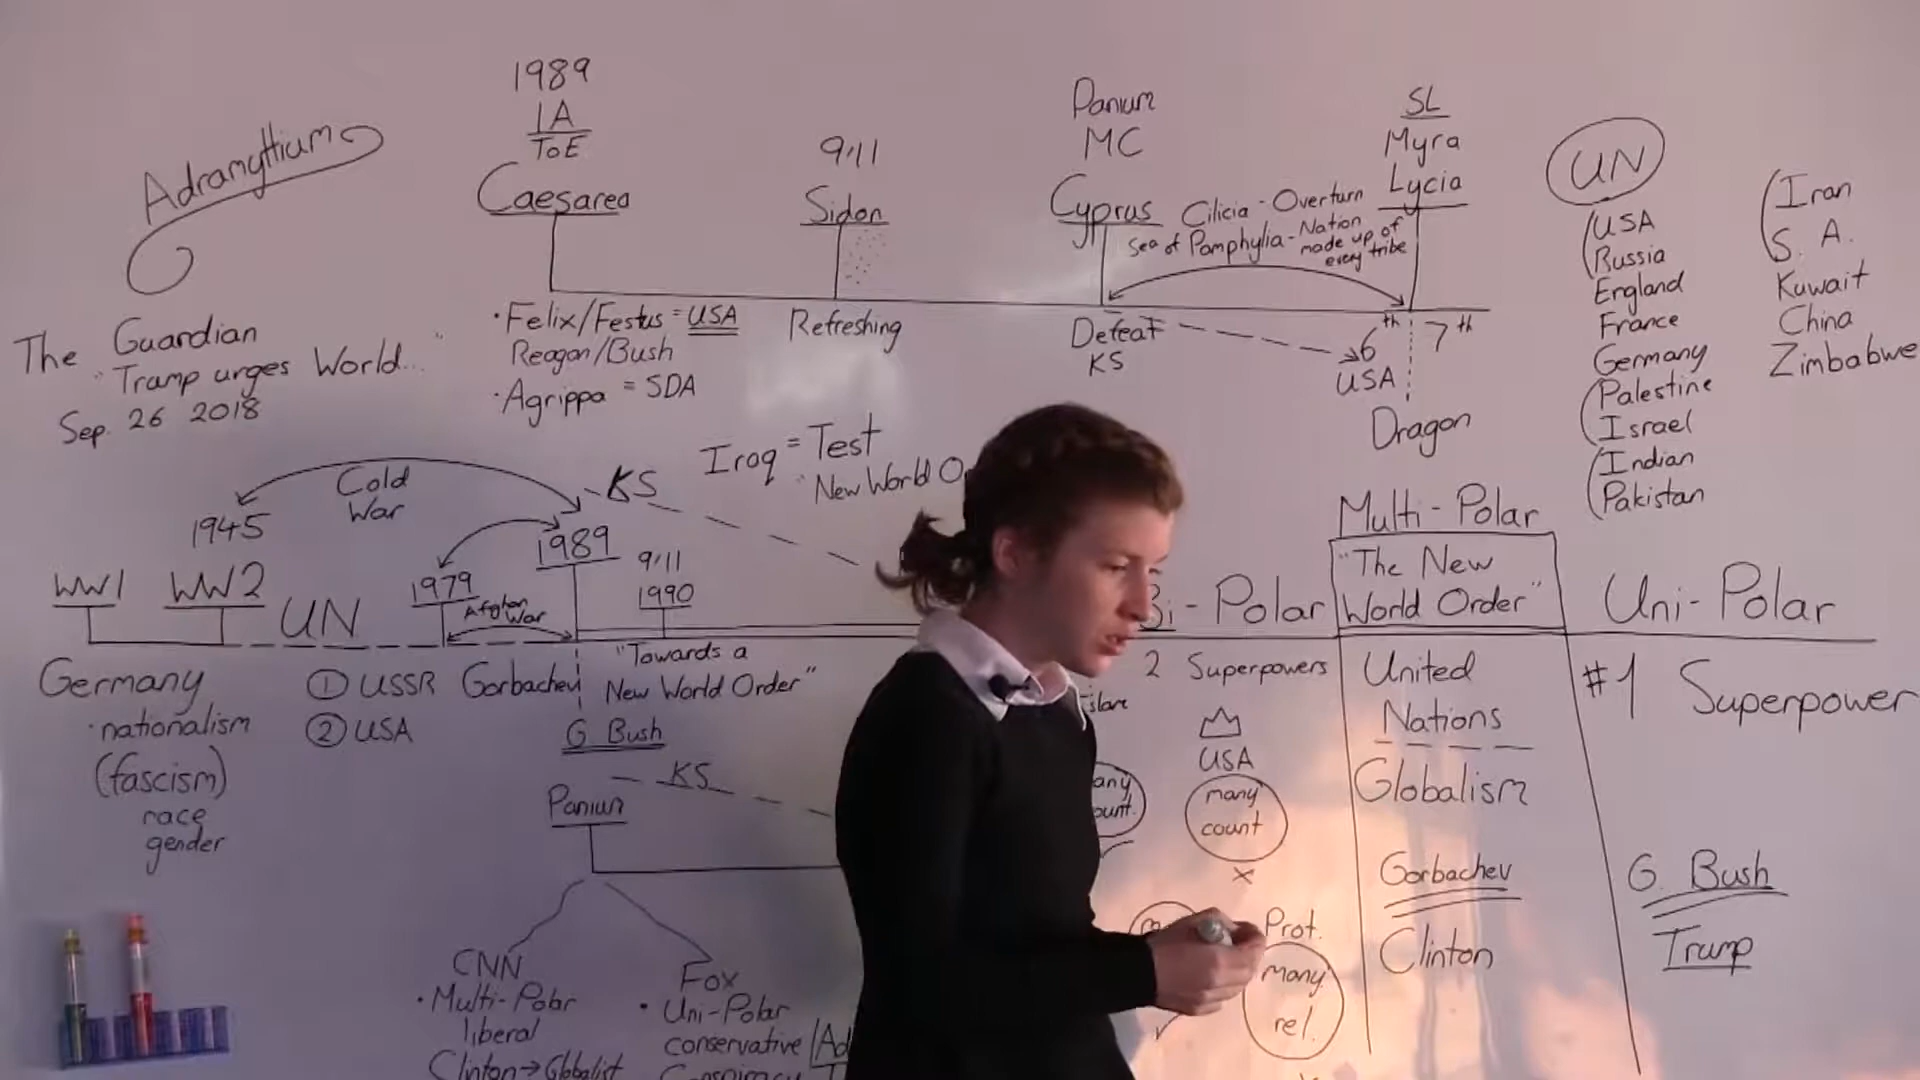 Adramyttium
1989
1A
ToE
Caesarea
9/11
Sidon
Panium
MC
Cyprus
Cilicia - Overturn
Sea of Pamphylia - Nation
made up of
every tribe
SL
Myra
Lycia
UN
USA
Russia
England
France
Germany
Palestine
Israel
Indian
Pakistan
Iran
S. A.
Kuwait
China
Zimbabwe
The Guardian
"Tramp urges World..."
Sep. 26 2018
· Felix/Festus = USA
Reagan/Bush
· Agrippa = SDA
Refreshing
Defeat
KS
6th
USA
7th
Dragon
Iraq = Test
"New World O
KS
Cold
War
1945
WW1
WW2
UN
1979
Afghan
War
1989
9/11
1990
Germany
· nationalism
(fascism)
race
gender
① USSR Gorbachev
② USA
"Towards a
New World Order"
G Bush
KS
Panium
CNN
· Multi-Polar
liberal
Clinton → Globalist
Fox
· Uni-Polar
conservative
i - Polar
2 Superpowers
USA
many
count
x
any
ount.
Prot.
many
rel.
Multi - Polar
"The New
World Order"
United
Nations
Globalism
Gorbachev
Clinton
Uni - Polar
#1 Superpower
G. Bush
Trump